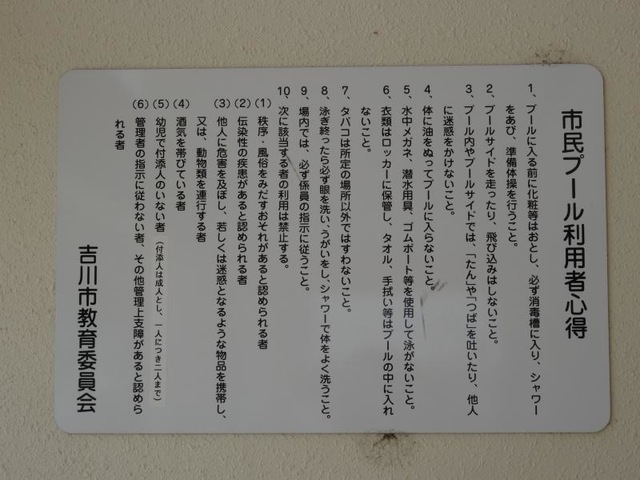 市民プール利用者心得
1、プールに入る前に化粧等はおとし、必ず消毒槽に入り、シャワー
をあび、準備体操を行うこと。
2、プールサイドを走ったり、飛び込みはしないこと。
3、プール内やプールサイドでは、「たん」や「つば」を吐いたり、他人
に迷惑をかけないこと。
4、体に油をぬってプールに入らないこと。
5、水中メガネ、潜水用具、ゴムボート等を使用して泳がないこと。
6、衣類はロッカーに保管し、タオル、手拭い等はプールの中に入れ
ないこと。
7、タバコは所定の場所以外ではすわないこと。
8、泳ぎ終ったら必ず眼を洗い、うがいをし、シャワーで体をよく洗うこと。
9、場内では、必ず係員の指示に従うこと。
10、次に該当する者の利用は禁止する。
(1) 秩序・風俗をみだすおそれがあると認められる者
(2) 伝染性の疾患があると認められる者
(3) 他人に危害を及ぼし、若しくは迷惑となるような物品を携帯し、
又は、動物類を連行する者
(4) 酒気を帯びている者
(5) 幼児で付添人のいない者（付添人は成人とし、一人につき二人まで）
(6) 管理者の指示に従わない者、その他管理上支障があると認めら
れる者
吉川市教育委員会